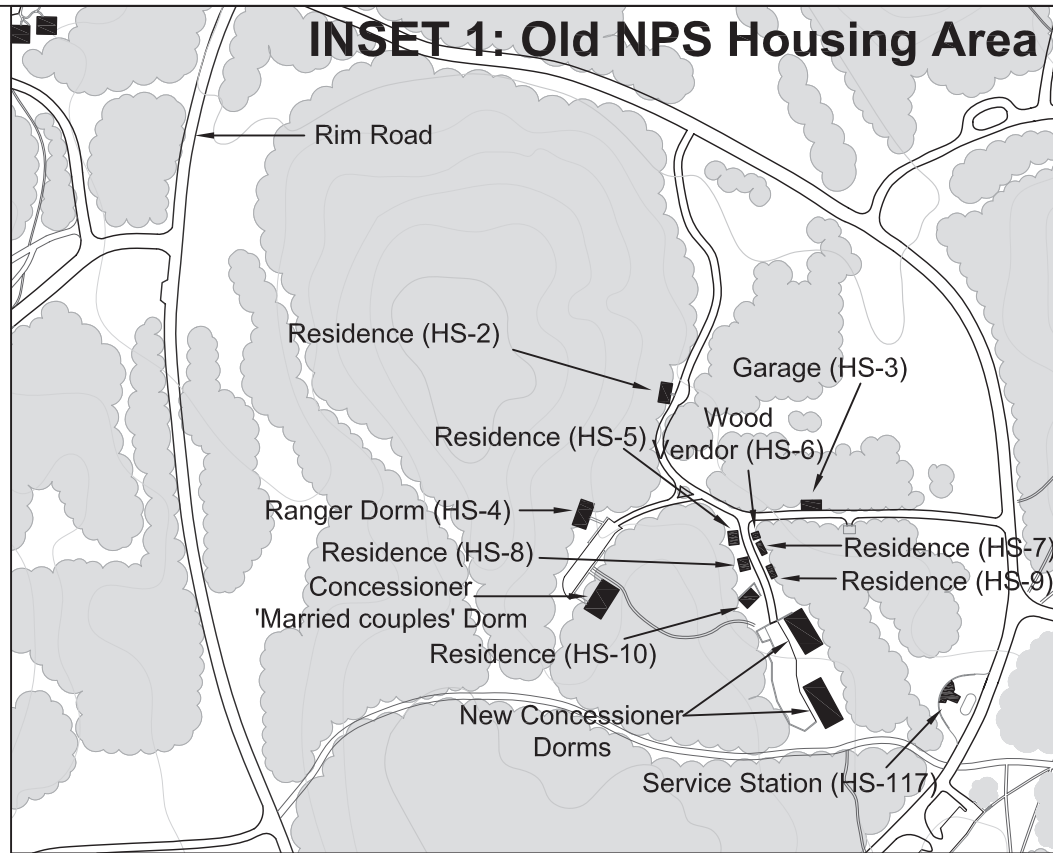 INSET 1: Old NPS Housing Area
Rim Road
Residence (HS-2)
Garage (HS-3)
Wood
Vendor (HS-6)
Residence (HS-5)
Ranger Dorm (HS-4)
Residence (HS-8)
Residence (HS-7)
Residence (HS-9)
Concessioner
'Married couples' Dorm
Residence (HS-10)
New Concessioner
Dorms
Service Station (HS-117)